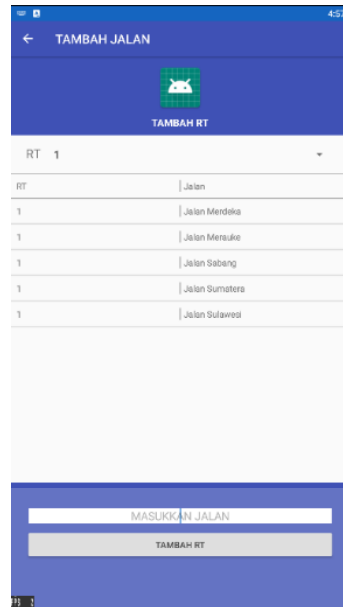 4:57
TAMBAH JALAN
TAMBAH RT
RT 1
RT Jalan
1 Jalan Merdeka
1 Jalan Merauke
1 Jalan Sabang
1 Jalan Sumatera
1 Jalan Sulawesi
MASUKKAN JALAN
TAMBAH RT